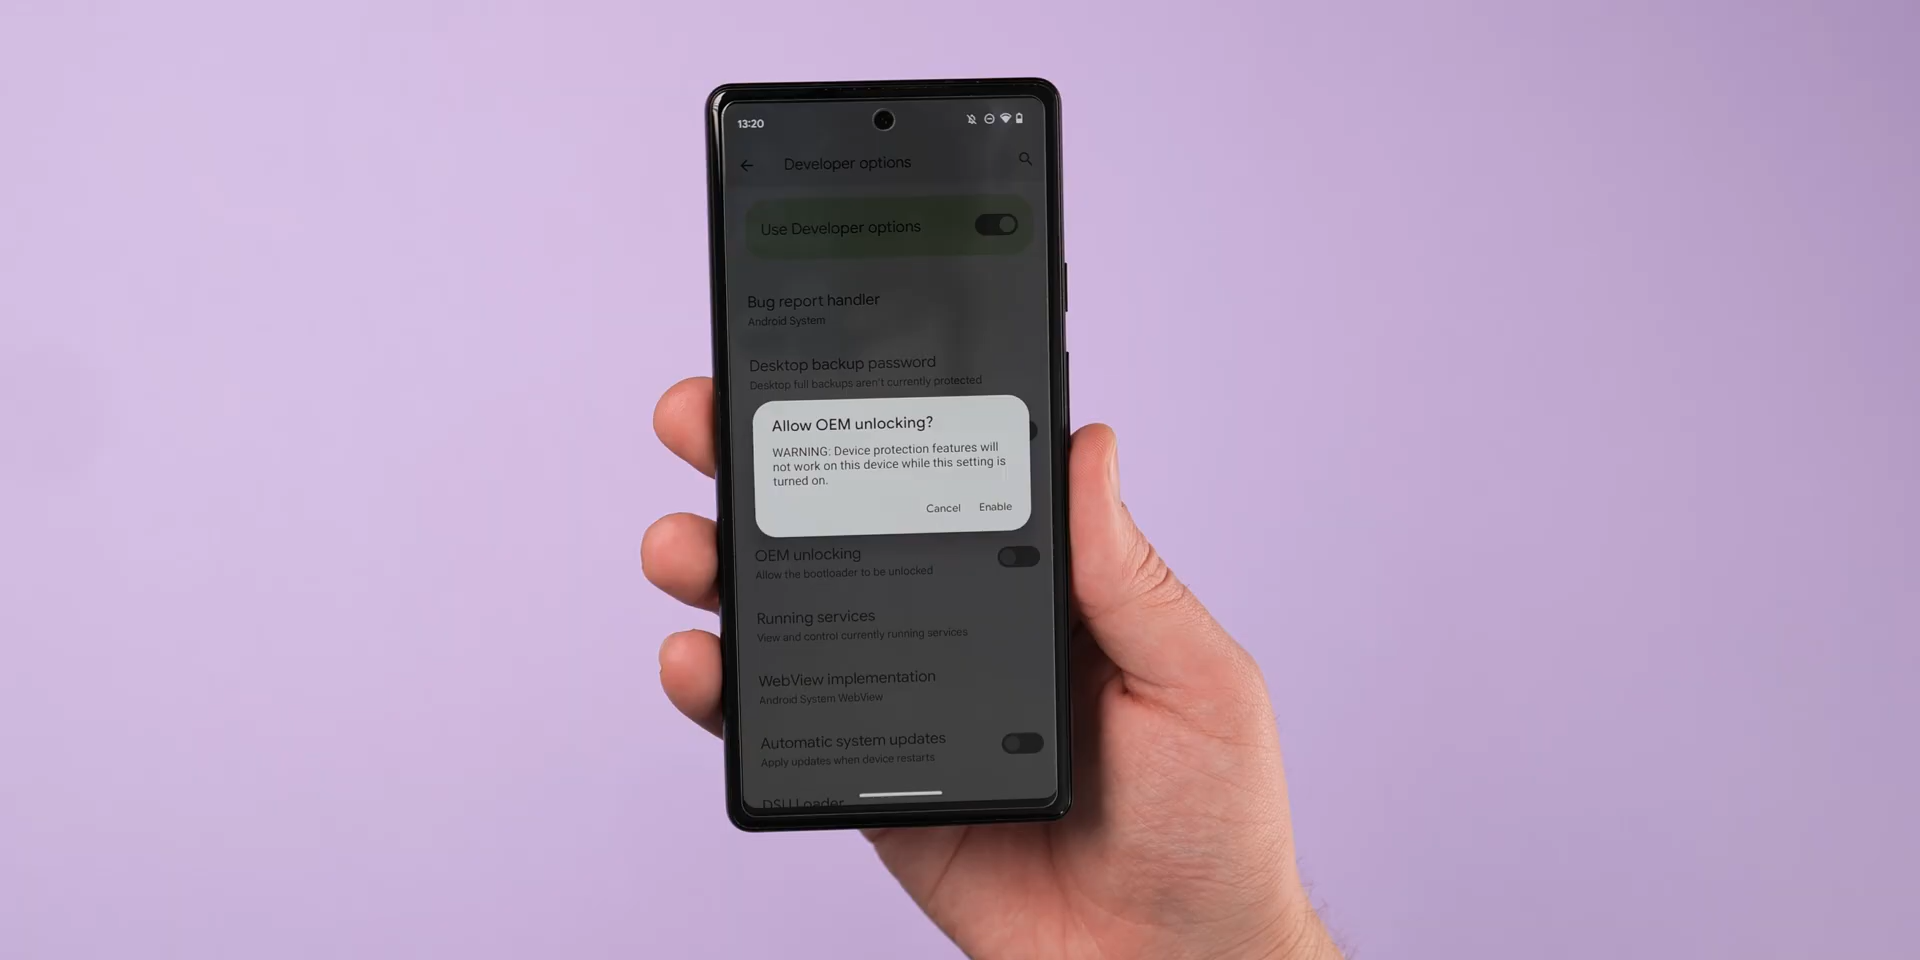 13:20
Developer options
Use Developer options
Bug report handler
Android System
Desktop backup password
Desktop full backups aren't currently protected
Allow OEM unlocking?
WARNING: Device protection features will
not work on this device while this setting is
turned on.
Cancel Enable
OEM unlocking
Allow the bootloader to be unlocked
Running services
View and control currently running services
WebView implementation
Android System WebView
Automatic system updates
Apply updates when device restarts
DSU Loader